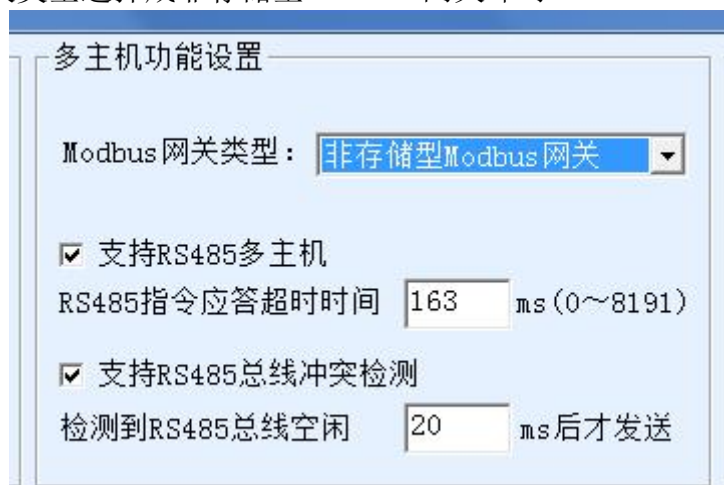 多主机功能设置
Modbus网关类型： 非存储型Modbus网关
支持RS485多主机
RS485指令应答超时时间 163 ms(0～8191)
支持RS485总线冲突检测
检测到RS485总线空闲 20 ms后才发送